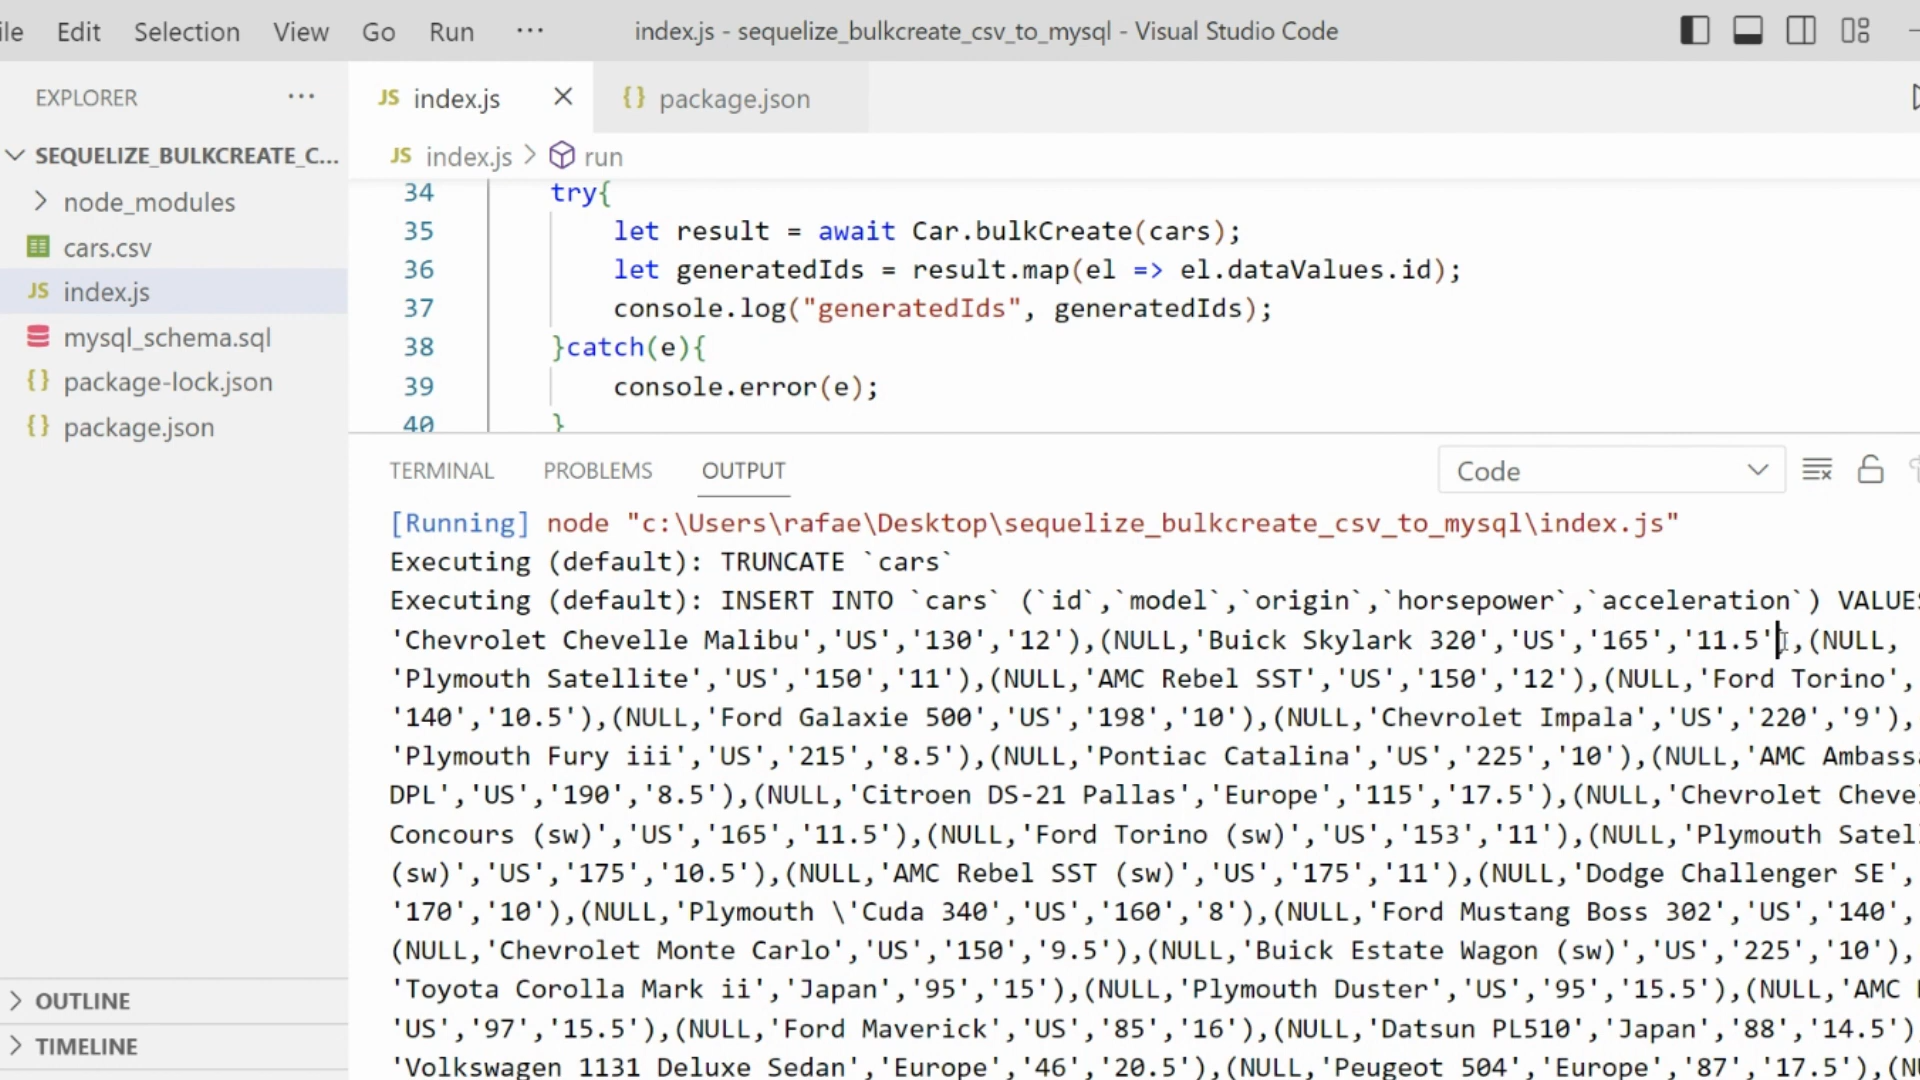 ile Edit Selection View Go Run ··· index.js - sequelize_bulkcreate_csv_to_mysql - Visual Studio Code
EXPLORER ···
SEQUELIZE_BULKCREATE_C...
node_modules
cars.csv
JS index.js
mysql_schema.sql
{} package-lock.json
{} package.json
OUTLINE
TIMELINE
JS index.js {} package.json
JS index.js > run
34 try{
35 let result = await Car.bulkCreate(cars);
36 let generatedIds = result.map(el => el.dataValues.id);
37 console.log("generatedIds", generatedIds);
38 }catch(e){
39 console.error(e);
40 }
TERMINAL PROBLEMS OUTPUT Code
[Running] node "c:\Users\rafae\Desktop\sequelize_bulkcreate_csv_to_mysql\index.js"
Executing (default): TRUNCATE `cars`
Executing (default): INSERT INTO `cars` (`id`,`model`,`origin`,`horsepower`,`acceleration`) VALUES
'Chevrolet Chevelle Malibu','US','130','12'),(NULL,'Buick Skylark 320','US','165','11.5'),(NULL,
'Plymouth Satellite','US','150','11'),(NULL,'AMC Rebel SST','US','150','12'),(NULL,'Ford Torino',
'140','10.5'),(NULL,'Ford Galaxie 500','US','198','10'),(NULL,'Chevrolet Impala','US','220','9'),
'Plymouth Fury iii','US','215','8.5'),(NULL,'Pontiac Catalina','US','225','10'),(NULL,'AMC Ambassa
DPL','US','190','8.5'),(NULL,'Citroen DS-21 Pallas','Europe','115','17.5'),(NULL,'Chevrolet Cheve
Concours (sw)','US','165','11.5'),(NULL,'Ford Torino (sw)','US','153','11'),(NULL,'Plymouth Satel
(sw)','US','175','10.5'),(NULL,'AMC Rebel SST (sw)','US','175','11'),(NULL,'Dodge Challenger SE',
'170','10'),(NULL,'Plymouth \'Cuda 340','US','160','8'),(NULL,'Ford Mustang Boss 302','US','140',
(NULL,'Chevrolet Monte Carlo','US','150','9.5'),(NULL,'Buick Estate Wagon (sw)','US','225','10'),
'Toyota Corolla Mark ii','Japan','95','15'),(NULL,'Plymouth Duster','US','95','15.5'),(NULL,'AMC
'US','97','15.5'),(NULL,'Ford Maverick','US','85','16'),(NULL,'Datsun PL510','Japan','88','14.5')
'Volkswagen 1131 Deluxe Sedan','Europe','46','20.5'),(NULL,'Peugeot 504','Europe','87','17.5'),(N